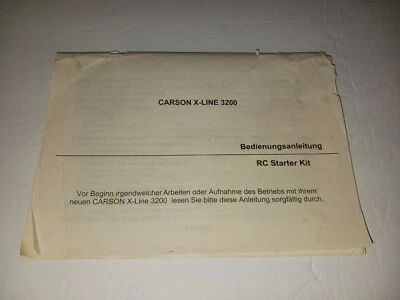 CARSON X-LINE 3200
Bedienungsanleitung
RC Starter Kit
Vor Beginn irgendwelcher Arbeiten oder Aufnahme des Betriebs mit Ihrem
neuen CARSON X-Line 3200 lesen Sie bitte diese Anleitung sorgfältig durch.